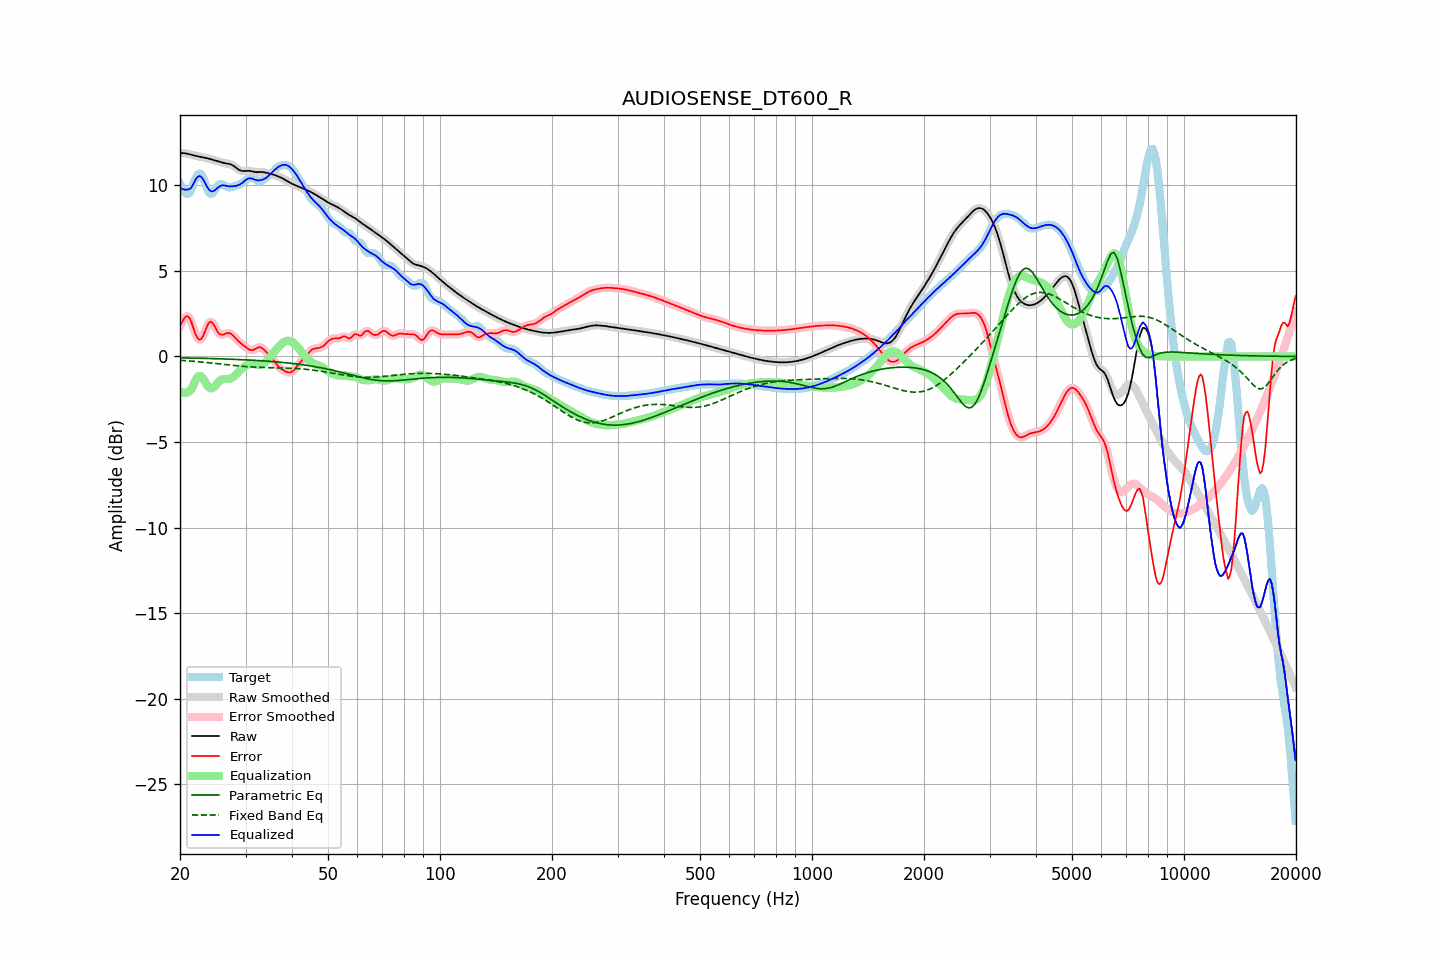 AUDIOSENSE_DT600_R
Amplitude (dBr)
10
5
0
−5
−10
−15
−20
−25
Target
Raw Smoothed
Error Smoothed
Raw
Error
Equalization
Parametric Eq
Fixed Band Eq
Equalized
20 50 100 200 500 1000 2000 5000 10000 20000
Frequency (Hz)